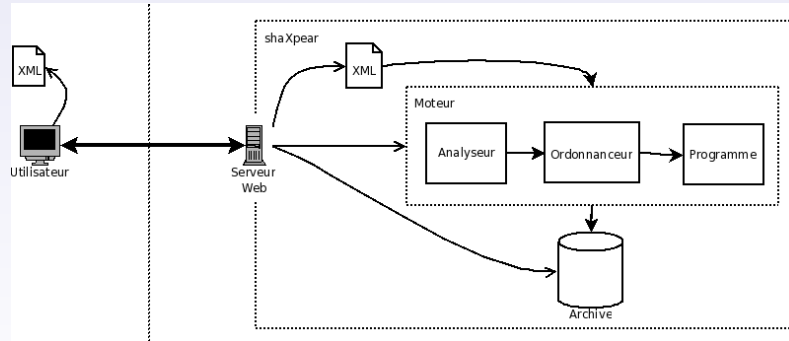 shaXpear
XML
XML
Moteur
Analyseur
Ordonnanceur
Programme
Utilisateur
Serveur
Web
Archive